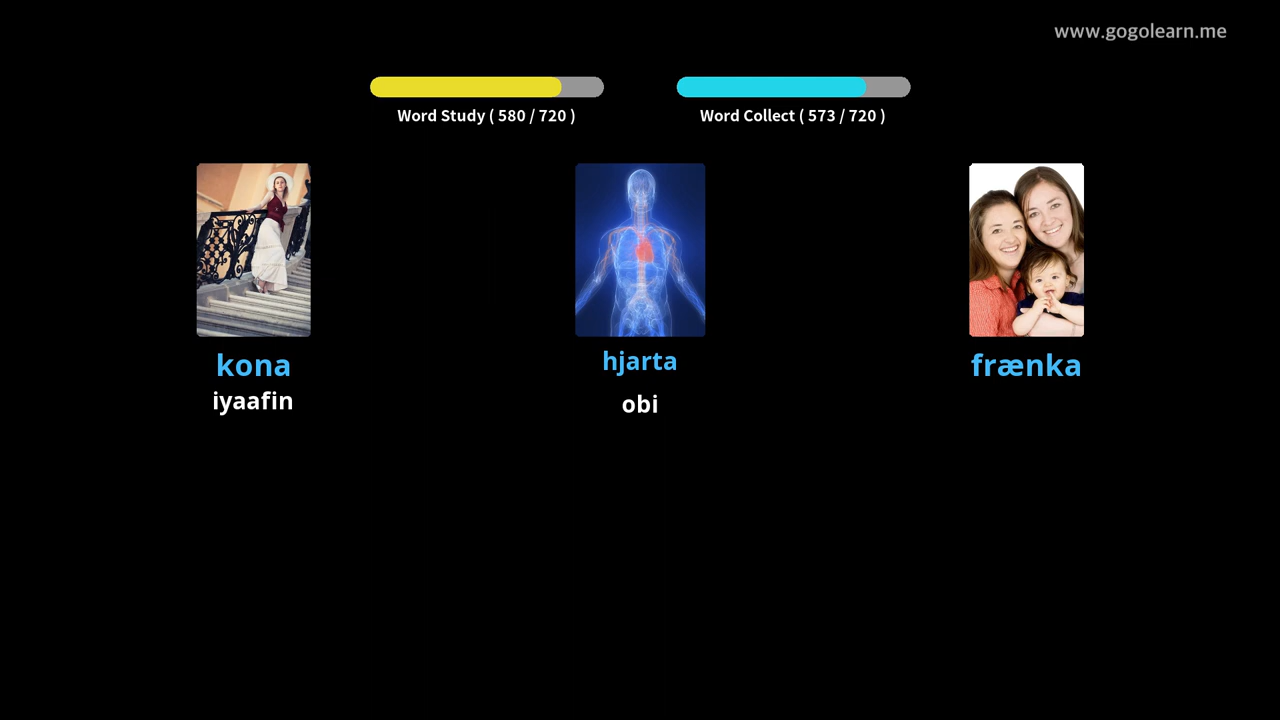 www.gogolearn.me
Word Study ( 580 / 720 )
Word Collect ( 573 / 720 )
kona
iyaafin
hjarta
obi
frænka